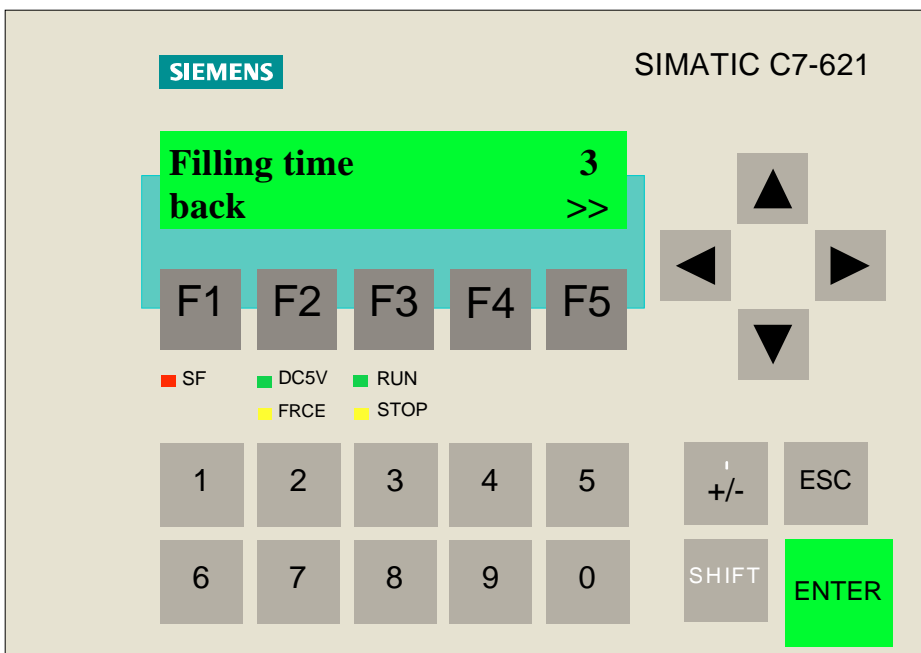 SIEMENS
SIMATIC C7-621
Filling time 3
back >>
F1 F2 F3 F4 F5
SF DC5V RUN
FRCE STOP
1 2 3 4 5 +/- ESC
6 7 8 9 0 SHIFT ENTER